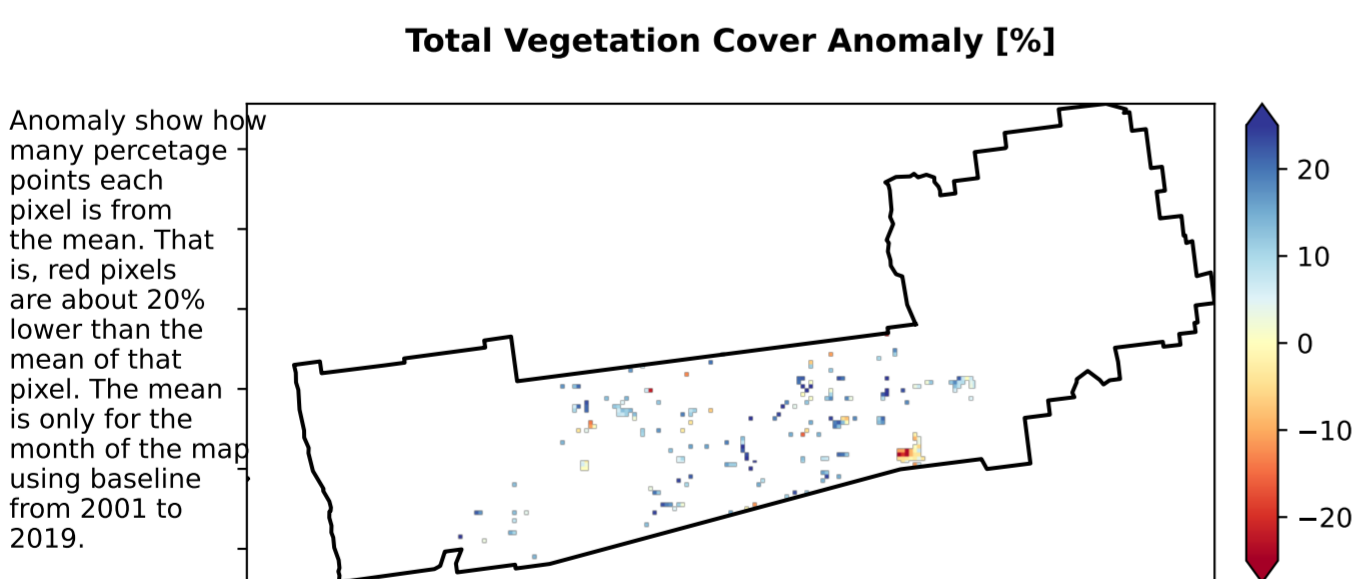 Total Vegetation Cover Anomaly [%]
Anomaly show how
many percetage
points each
pixel is from
the mean. That
is, red pixels
are about 20%
lower than the
mean of that
pixel. The mean
is only for the
month of the map
using baseline
from 2001 to
2019.
20
10
0
−10
−20